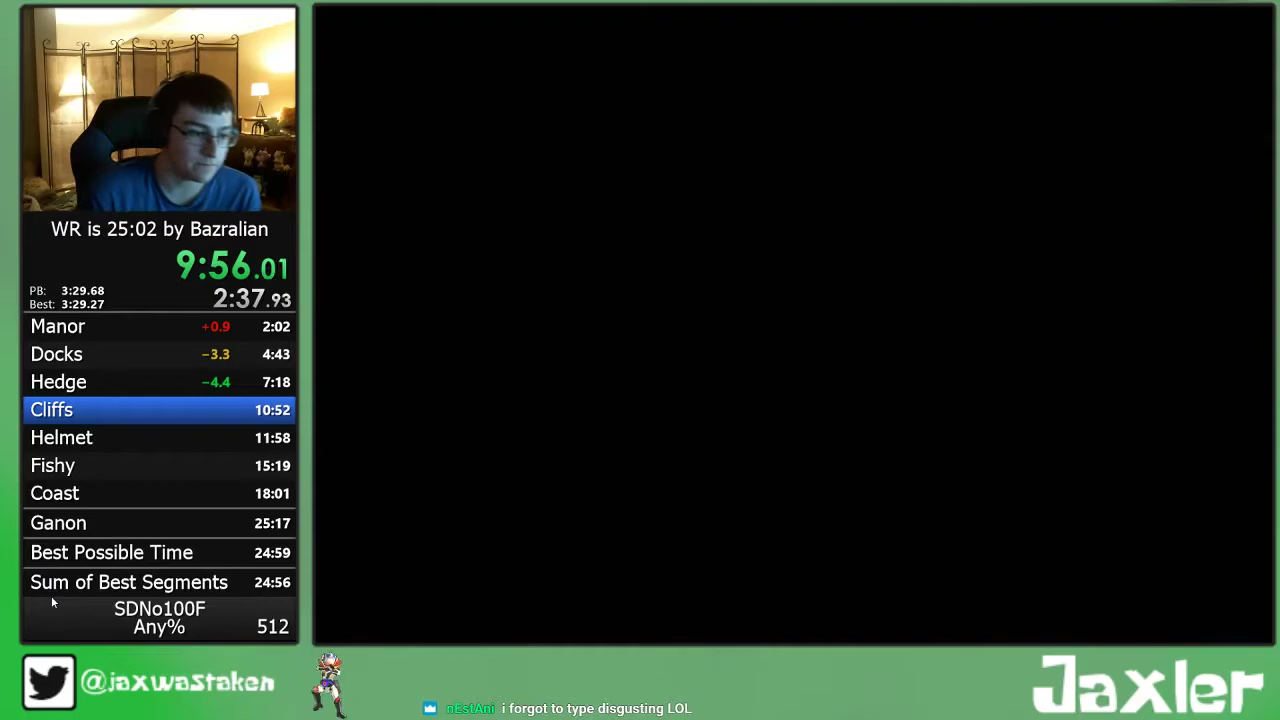 WR is 25:02 by Bazralian
9:56.01
PB: 3:29.68
Best: 3:29.27
2:37.93
Manor +0.9 2:02
Docks −3.3 4:43
Hedge −4.4 7:18
Cliffs 10:52
Helmet 11:58
Fishy 15:19
Coast 18:01
Ganon 25:17
Best Possible Time 24:59
Sum of Best Segments 24:56
SDNo100F
Any% 512
@jaxwastaken
nEstAni i forgot to type disgusting LOL
Jaxler